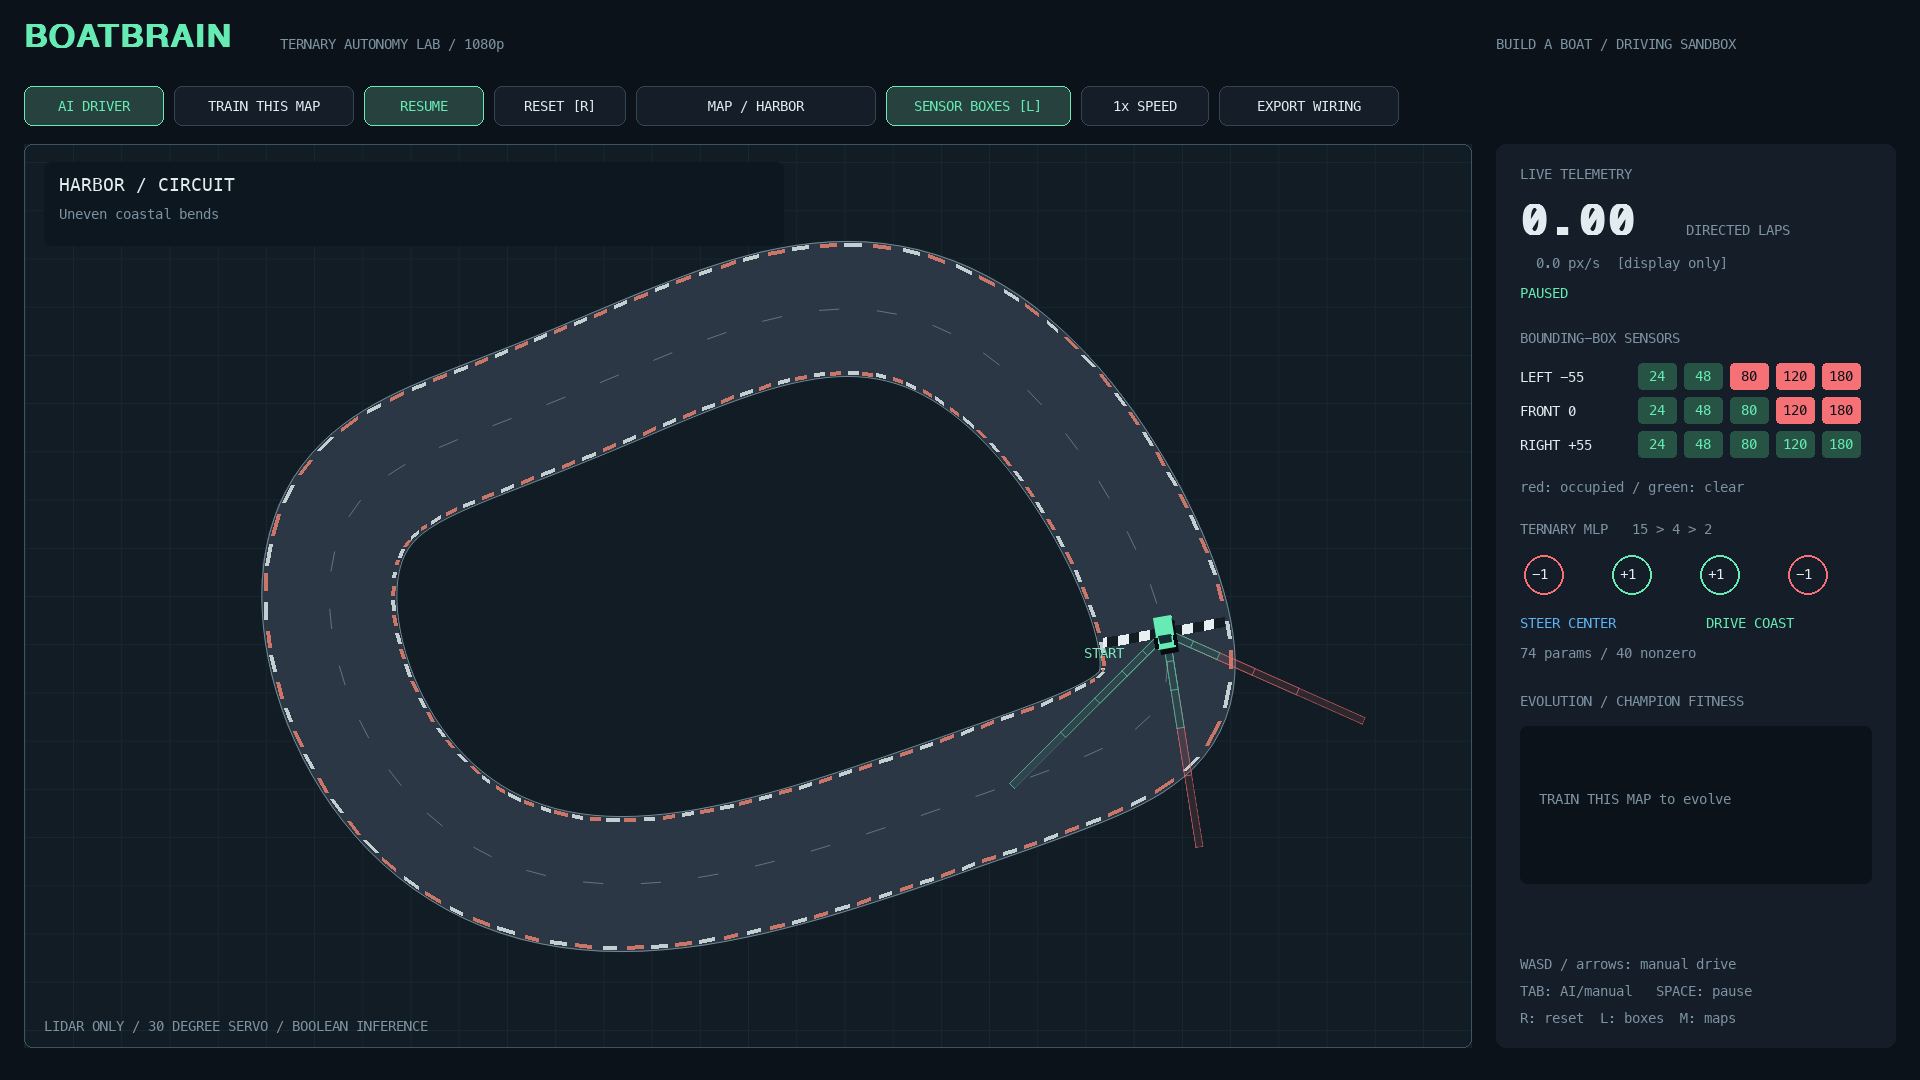 BOATBRAIN
TERNARY AUTONOMY LAB / 1080p
BUILD A BOAT / DRIVING SANDBOX
AI DRIVER
TRAIN THIS MAP
RESUME
RESET [R]
MAP / HARBOR
SENSOR BOXES [L]
1x SPEED
EXPORT WIRING
HARBOR / CIRCUIT
Uneven coastal bends
START
LIDAR ONLY / 30 DEGREE SERVO / BOOLEAN INFERENCE
LIVE TELEMETRY
0.00 DIRECTED LAPS
0.0 px/s [display only]
PAUSED
BOUNDING-BOX SENSORS
LEFT -55 24 48 80 120 180
FRONT 0 24 48 80 120 180
RIGHT +55 24 48 80 120 180
red: occupied / green: clear
TERNARY MLP 15 > 4 > 2
-1 +1 +1 -1
STEER CENTER DRIVE COAST
74 params / 40 nonzero
EVOLUTION / CHAMPION FITNESS
TRAIN THIS MAP to evolve
WASD / arrows: manual drive
TAB: AI/manual SPACE: pause
R: reset L: boxes M: maps